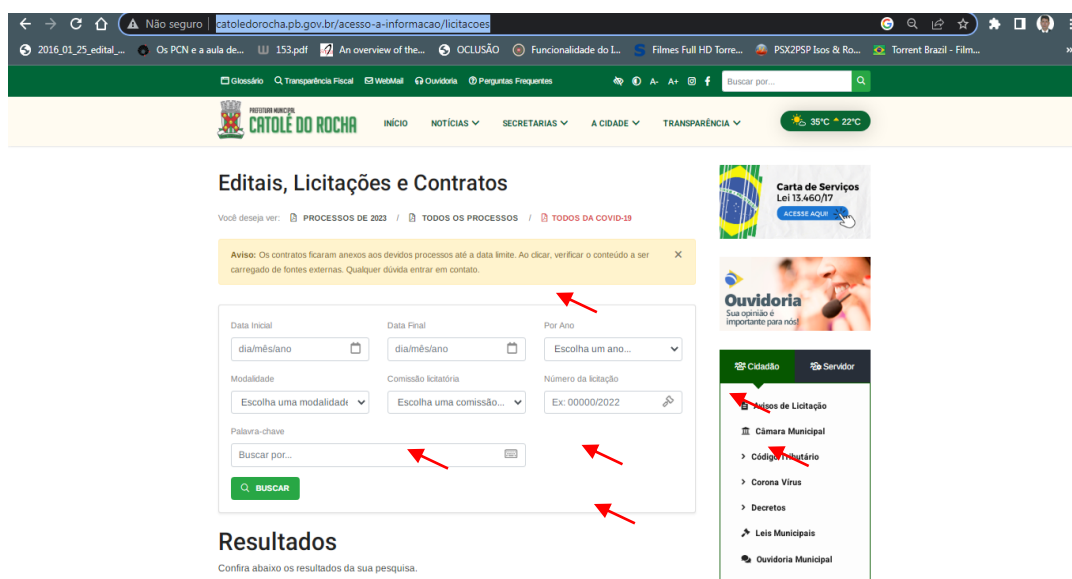 Não seguro | catoledorocha.pb.gov.br/acesso-a-informacao/licitacoes
2016_01_25_edital_... Os PCN e a aula de... 153.pdf An overview of the... OCLUSÃO Funcionalidade do I... Filmes Full HD Torre... PSX2PSP Isos & Ro... Torrent Brazil - Film... »
Glossário Transparência Fiscal WebMail Ouvidoria Perguntas Frequentes A- A+ Buscar por...
PREFEITURA MUNICIPAL
CATOLÉ DO ROCHA INÍCIO NOTÍCIAS SECRETARIAS A CIDADE TRANSPARÊNCIA 35°C 22°C
Editais, Licitações e Contratos
Você deseja ver: PROCESSOS DE 2023 / TODOS OS PROCESSOS / TODOS DA COVID-19
Aviso: Os contratos ficaram anexos aos devidos processos até a data limite. Ao clicar, verificar o conteúdo a ser
carregado de fontes externas. Qualquer dúvida entrar em contato.
Data Inicial Data Final Por Ano
dia/mês/ano dia/mês/ano Escolha um ano...
Modalidade Comissão licitatória Número da licitação
Escolha uma modalidade Escolha uma comissão... Ex: 00000/2022
Palavra-chave
Buscar por...
BUSCAR
Resultados
Confira abaixo os resultados da sua pesquisa.
Carta de Serviços
Lei 13.460/17
ACESSE AQUI!
Ouvidoria
Sua opinião é
importante para nós!
Cidadão Servidor
Avisos de Licitação
Câmara Municipal
Código Tributário
Corona Vírus
Decretos
Leis Municipais
Ouvidoria Municipal